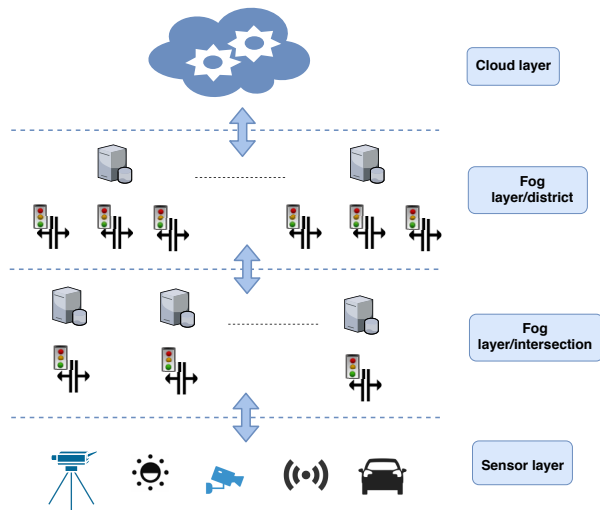 Cloud layer
Fog
layer/district
Fog
layer/intersection
Sensor layer